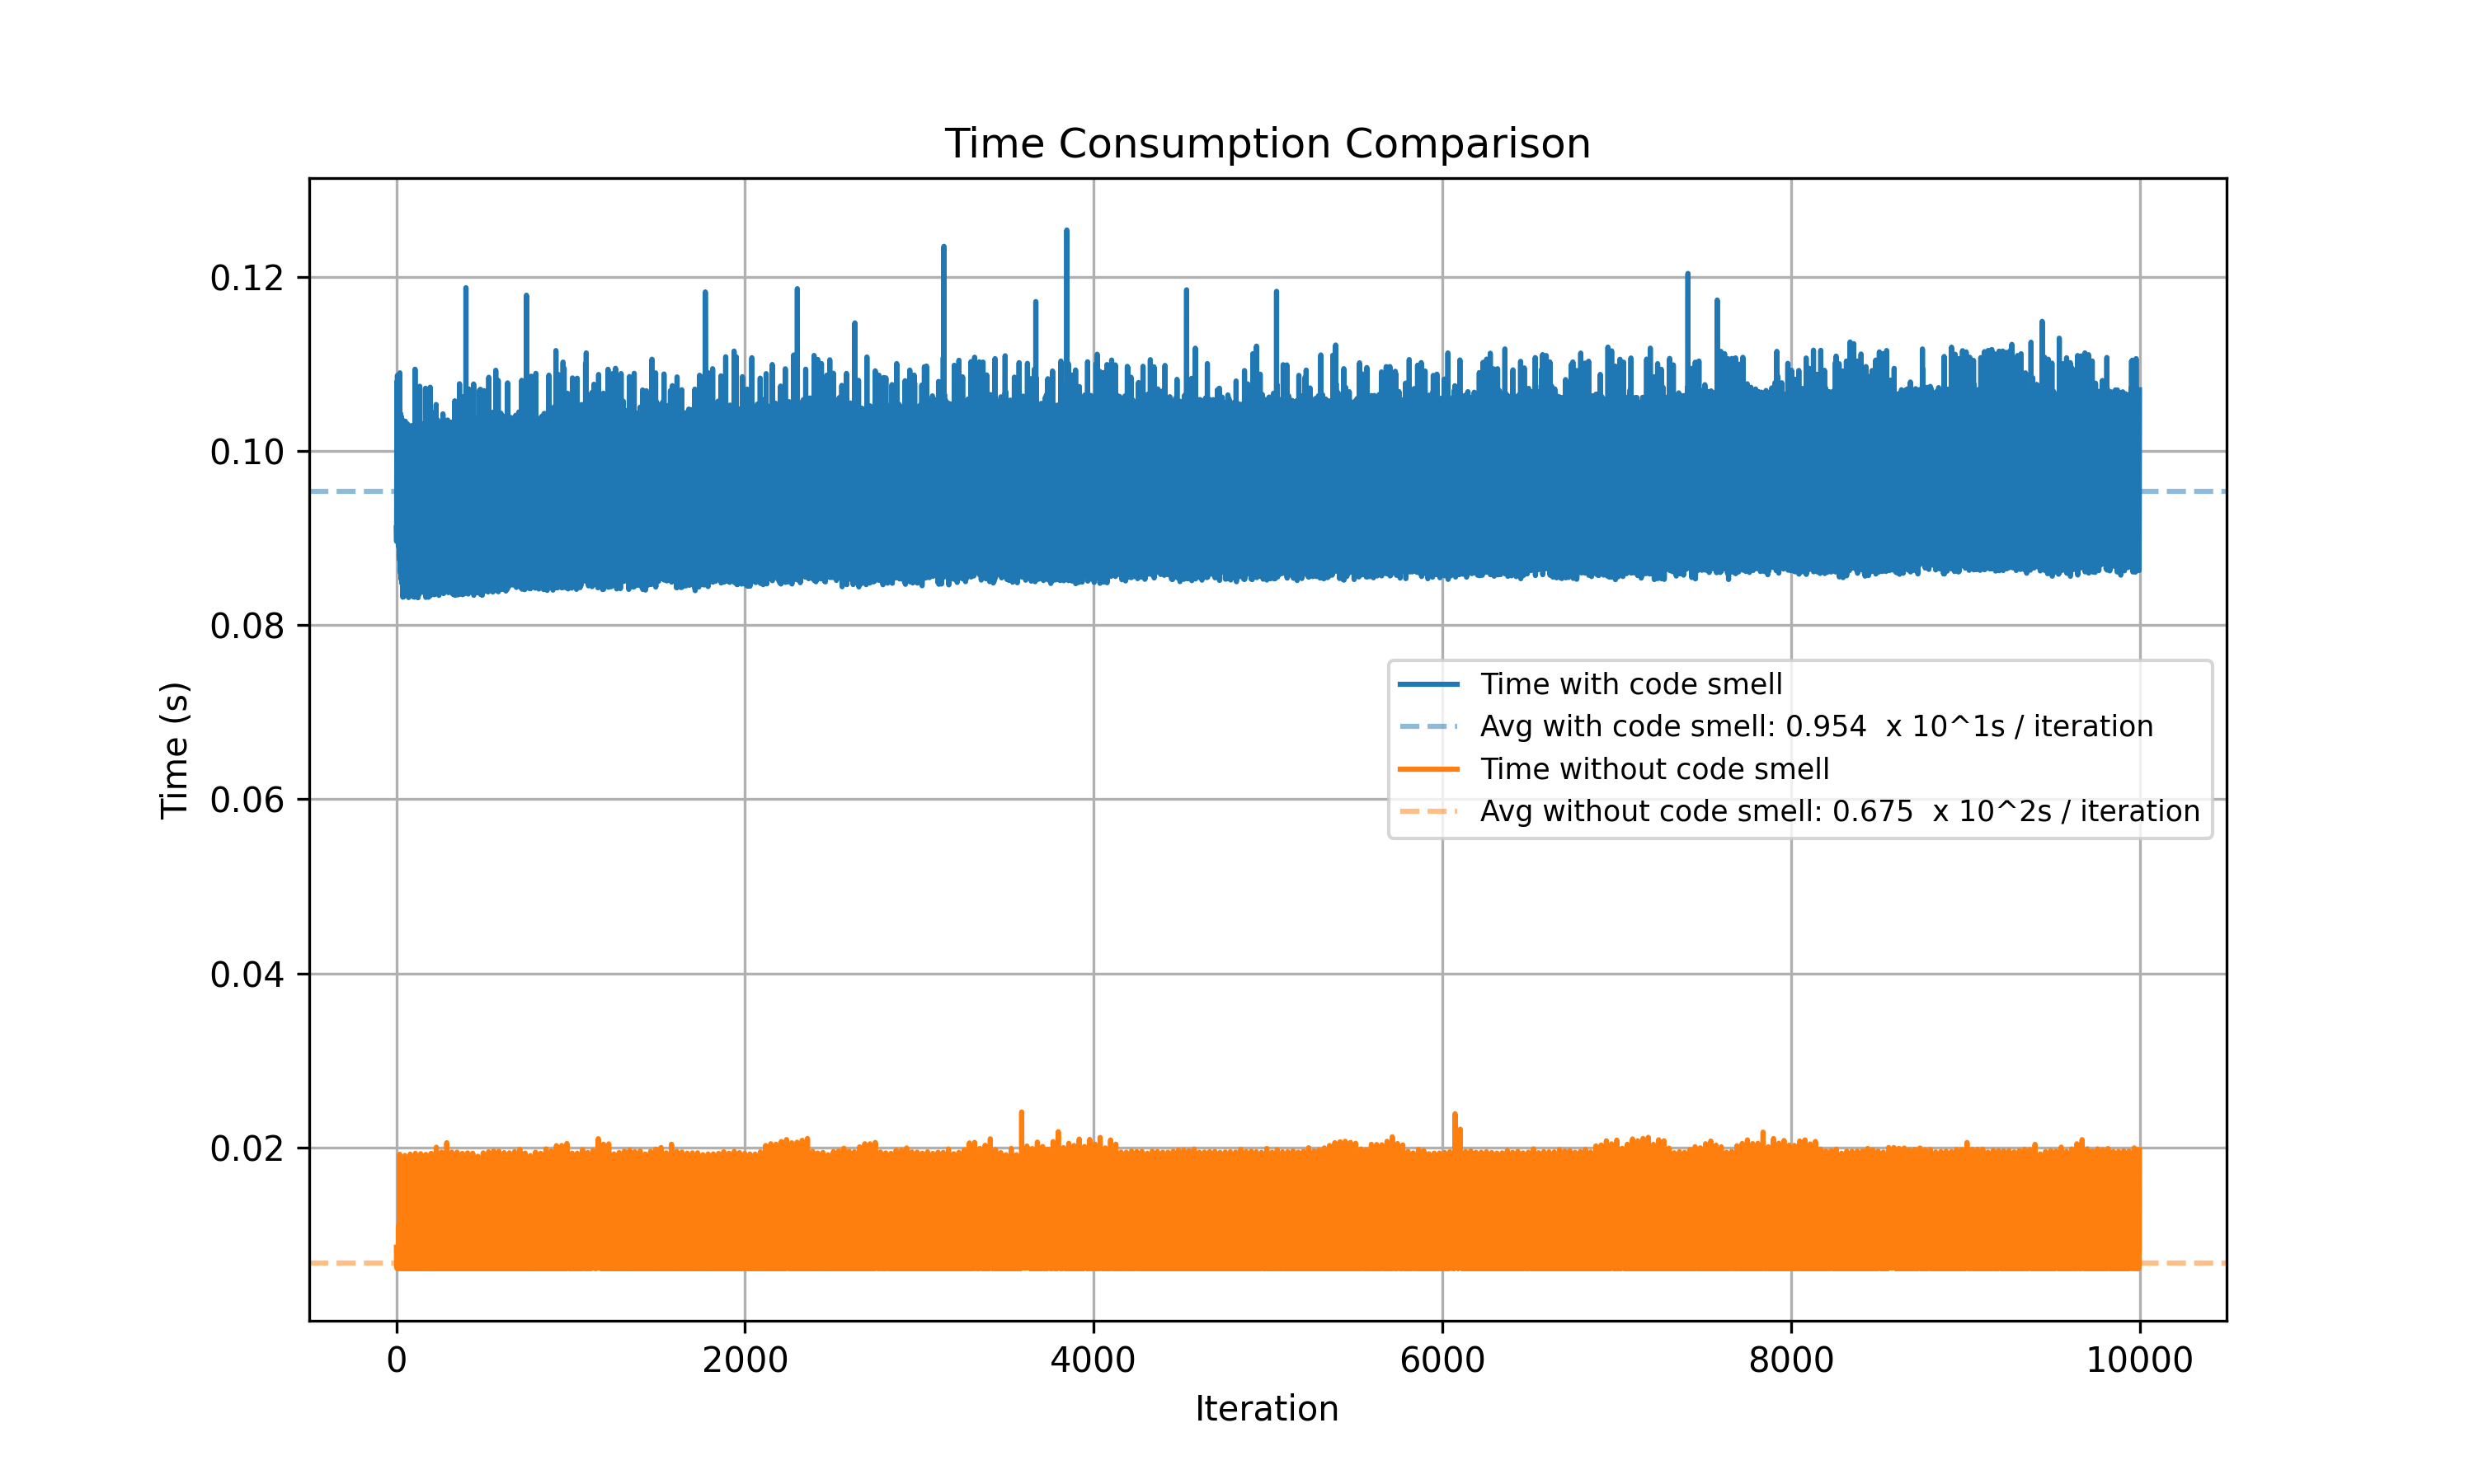 Time Consumption Comparison
0.12
0.10
0.08
0.06
0.04
0.02
Time (s)
Time with code smell
Avg with code smell: 0.954  x 10^1s / iteration
Time without code smell
Avg without code smell: 0.675  x 10^2s / iteration
0 2000 4000 6000 8000 10000
Iteration